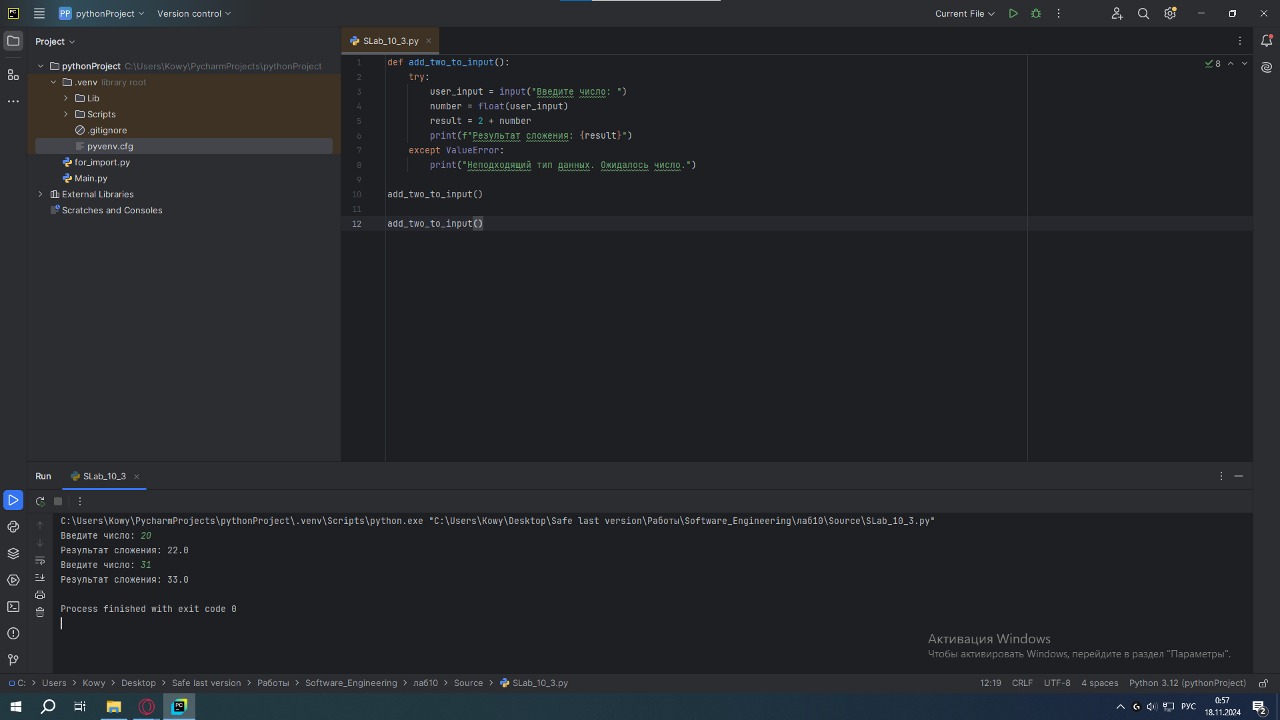 PC
PP pythonProject Version control Current File
Project
pythonProject C:\Users\Kowy\PycharmProjects\pythonProject
.venv library root
Lib
Scripts
.gitignore
pyvenv.cfg
for_import.py
Main.py
External Libraries
Scratches and Consoles
SLab_10_3.py
8
1 def add_two_to_input():
2 try:
3 user_input = input("Введите число: ")
4 number = float(user_input)
5 result = 2 + number
6 print(f"Результат сложения: {result}")
7 except ValueError:
8 print("Неподходящий тип данных. Ожидалось число.")
9
10 add_two_to_input()
11
12 add_two_to_input()
Run SLab_10_3
C:\Users\Kowy\PycharmProjects\pythonProject\.venv\Scripts\python.exe "C:\Users\Kowy\Desktop\Safe last version\Работы\Software_Engineering\лаб10\Source\SLab_10_3.py"
Введите число: 20
Результат сложения: 22.0
Введите число: 31
Результат сложения: 33.0
Process finished with exit code 0
Активация Windows
Чтобы активировать Windows, перейдите в раздел "Параметры".
C: Users Kowy Desktop Safe last version Работы Software_Engineering лаб10 Source SLab_10_3.py 12:19 CRLF UTF-8 4 spaces Python 3.12 (pythonProject)
PC РУС 0:57
18.11.2024 2